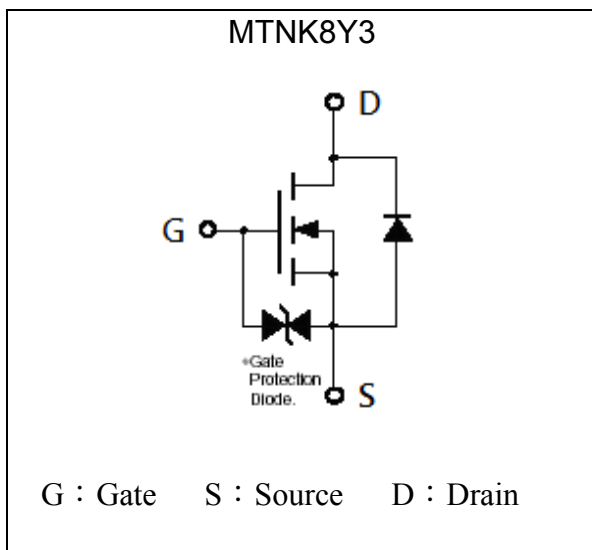 MTNK8Y3
D
G
*Gate
Protection
Diode.
S
G：Gate S：Source D：Drain